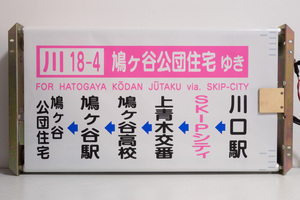 川 18-4 鳩ヶ谷公団住宅 ゆき
FOR HATOGAYA KŌDAN JŪTAKU via. SKIP-CITY
川口駅
SKIPシティ
上青木交番
鳩ヶ谷高校
鳩ヶ谷駅
鳩ヶ谷
公団住宅